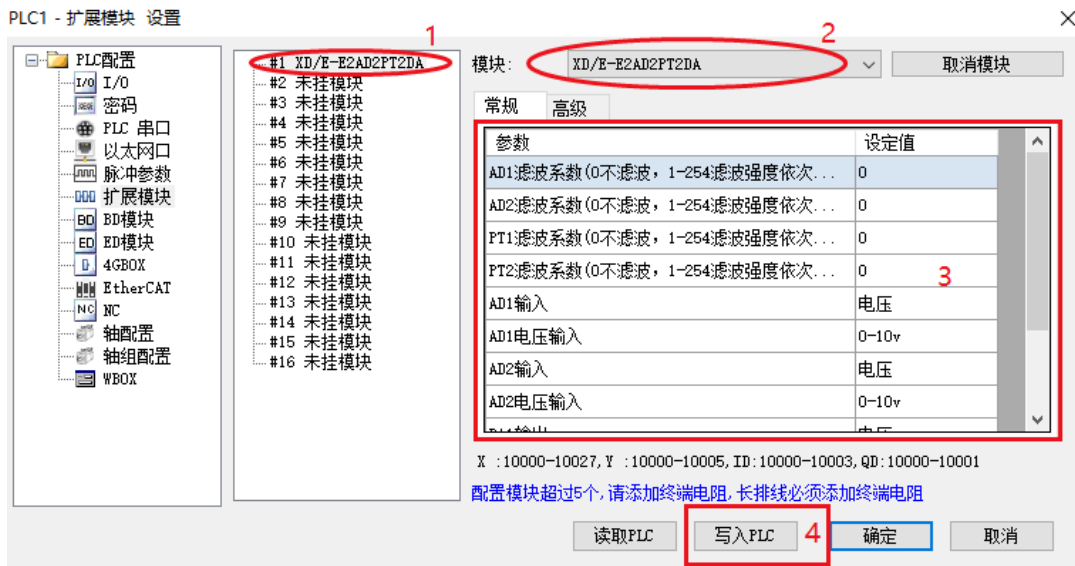 PLC1 - 扩展模块 设置
PLC配置
I/O I/O
密码
PLC 串口
以太网口
脉冲参数
扩展模块
BD BD模块
ED ED模块
4GBOX
EtherCAT
NC NC
轴配置
轴组配置
WBOX
1
#1 XD/E-E2AD2PT2DA
#2 未挂模块
#3 未挂模块
#4 未挂模块
#5 未挂模块
#6 未挂模块
#7 未挂模块
#8 未挂模块
#9 未挂模块
#10 未挂模块
#11 未挂模块
#12 未挂模块
#13 未挂模块
#14 未挂模块
#15 未挂模块
#16 未挂模块
2
模块: XD/E-E2AD2PT2DA 取消模块
常规 高级
参数 设定值
AD1滤波系数(0不滤波，1-254滤波强度依次... 0
AD2滤波系数(0不滤波，1-254滤波强度依次... 0
PT1滤波系数(0不滤波，1-254滤波强度依次... 0
PT2滤波系数(0不滤波，1-254滤波强度依次... 0
3
AD1输入 电压
AD1电压输入 0-10v
AD2输入 电压
AD2电压输入 0-10v
X :10000-10027,Y :10000-10005,ID:10000-10003,QD:10000-10001
配置模块超过5个,请添加终端电阻,长排线必须添加终端电阻
读取PLC 写入PLC 4 确定 取消